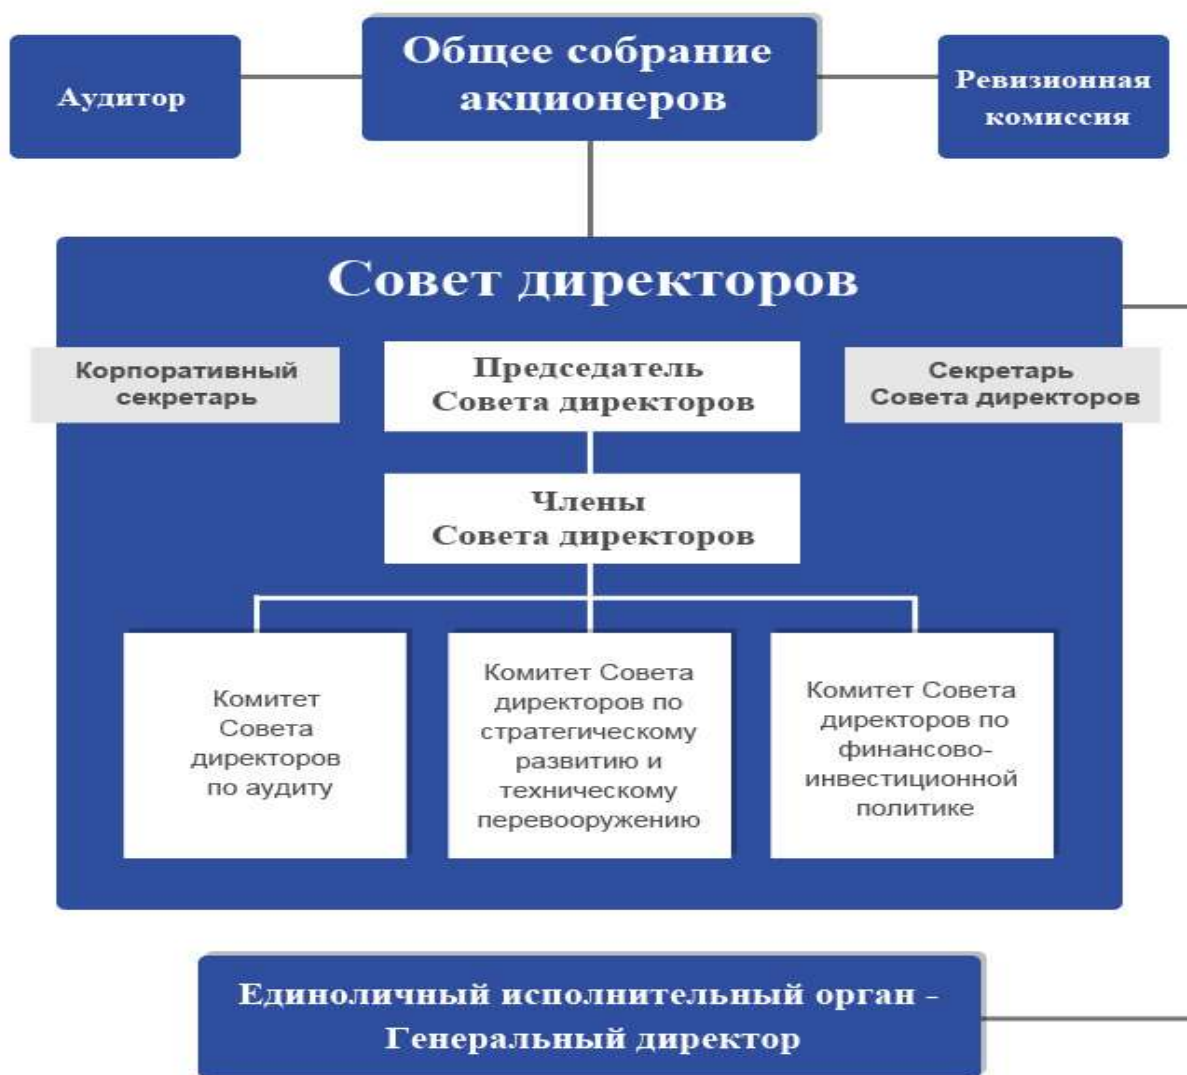 Общее собрание
акционеров
Аудитор
Ревизионная
комиссия
Совет директоров
Корпоративный
секретарь
Председатель
Совета директоров
Секретарь
Совета директоров
Члены
Совета директоров
Комитет
Совета
директоров
по аудиту
Комитет Совета
директоров по
стратегическому
развитию и
техническому
перевооружению
Комитет Совета
директоров по
финансово-
инвестиционной
политике
Единоличный исполнительный орган -
Генеральный директор